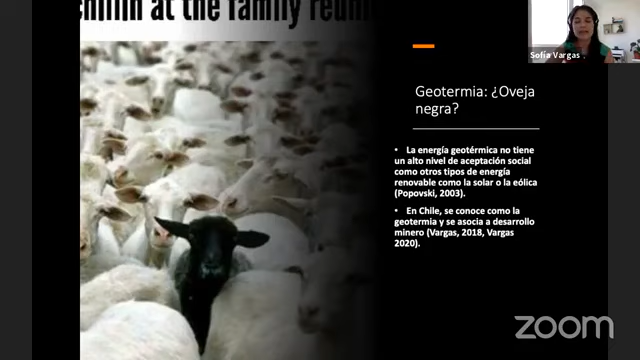 chillin at the family reuni
Sofía Vargas
Geotermia: ¿Oveja
negra?
• La energía geotérmica no tiene
un alto nivel de aceptación social
como otros tipos de energía
renovable como la solar o la eólica
(Popovski, 2003).
• En Chile, se conoce como la
geotermia y se asocia a desarrollo
minero (Vargas, 2018, Vargas
2020).
zoom